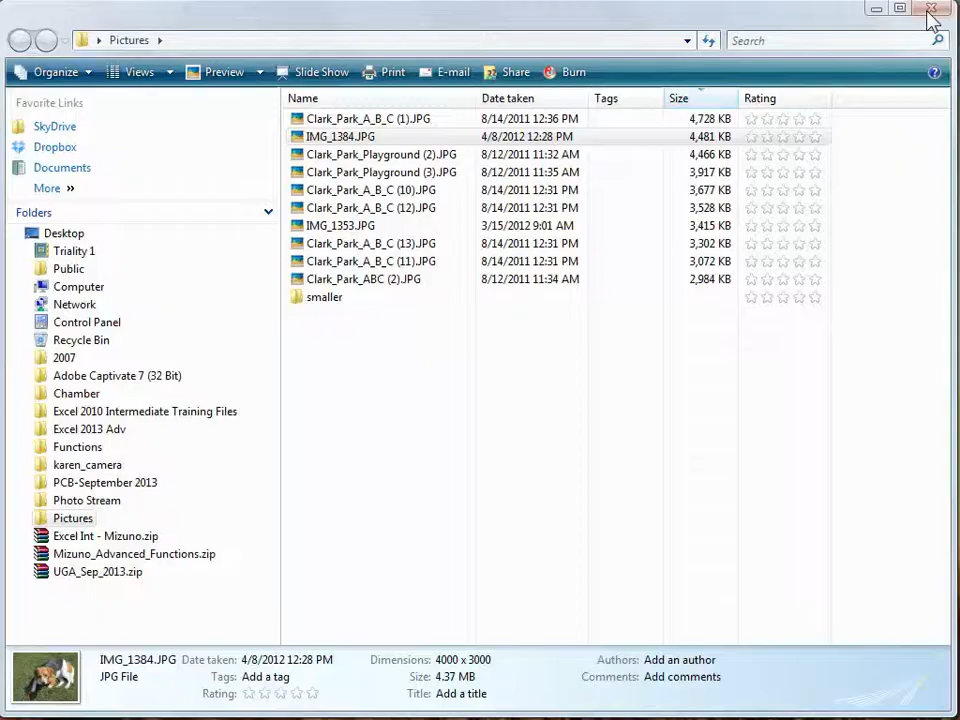 Pictures
Search
Organize Views Preview Slide Show Print E-mail Share Burn
Favorite Links
SkyDrive
Dropbox
Documents
More »
Folders
Desktop
Triality 1
Public
Computer
Network
Control Panel
Recycle Bin
2007
Adobe Captivate 7 (32 Bit)
Chamber
Excel 2010 Intermediate Training Files
Excel 2013 Adv
Functions
karen_camera
PCB-September 2013
Photo Stream
Pictures
Excel Int - Mizuno.zip
Mizuno_Advanced_Functions.zip
UGA_Sep_2013.zip
Name Date taken Tags Size Rating
Clark_Park_A_B_C (1).JPG 8/14/2011 12:36 PM 4,728 KB
IMG_1384.JPG 4/8/2012 12:28 PM 4,481 KB
Clark_Park_Playground (2).JPG 8/12/2011 11:32 AM 4,466 KB
Clark_Park_Playground (3).JPG 8/12/2011 11:35 AM 3,917 KB
Clark_Park_A_B_C (10).JPG 8/14/2011 12:31 PM 3,677 KB
Clark_Park_A_B_C (12).JPG 8/14/2011 12:31 PM 3,528 KB
IMG_1353.JPG 3/15/2012 9:01 AM 3,415 KB
Clark_Park_A_B_C (13).JPG 8/14/2011 12:31 PM 3,302 KB
Clark_Park_A_B_C (11).JPG 8/14/2011 12:31 PM 3,072 KB
Clark_Park_ABC (2).JPG 8/12/2011 11:34 AM 2,984 KB
smaller
IMG_1384.JPG Date taken: 4/8/2012 12:28 PM Dimensions: 4000 x 3000 Authors: Add an author
JPG File Tags: Add a tag Size: 4.37 MB Comments: Add comments
Rating: Title: Add a title